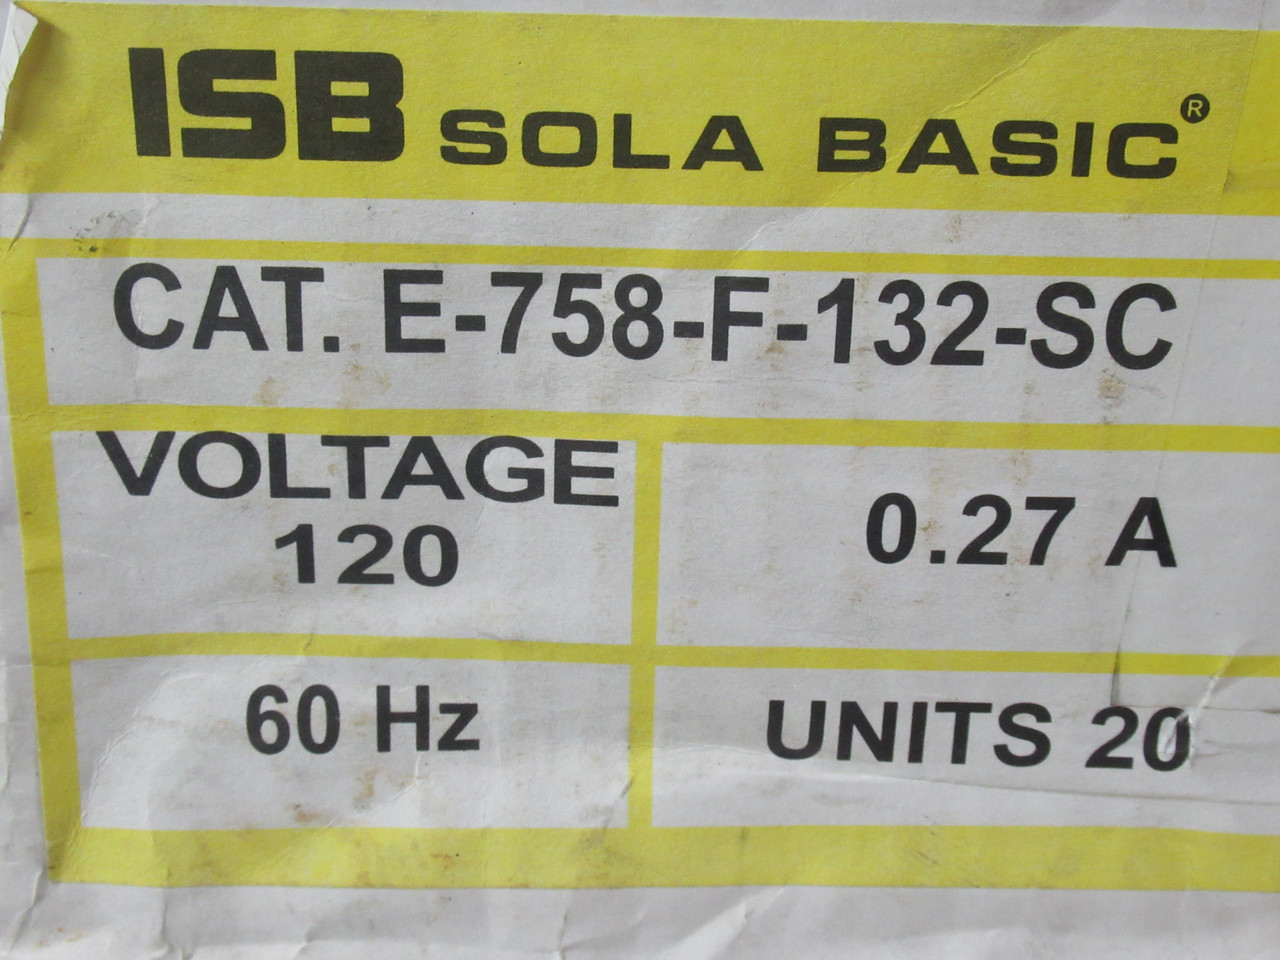 ISB SOLA BASIC®
CAT. E-758-F-132-SC
VOLTAGE
120
0.27 A
60 Hz
UNITS 20